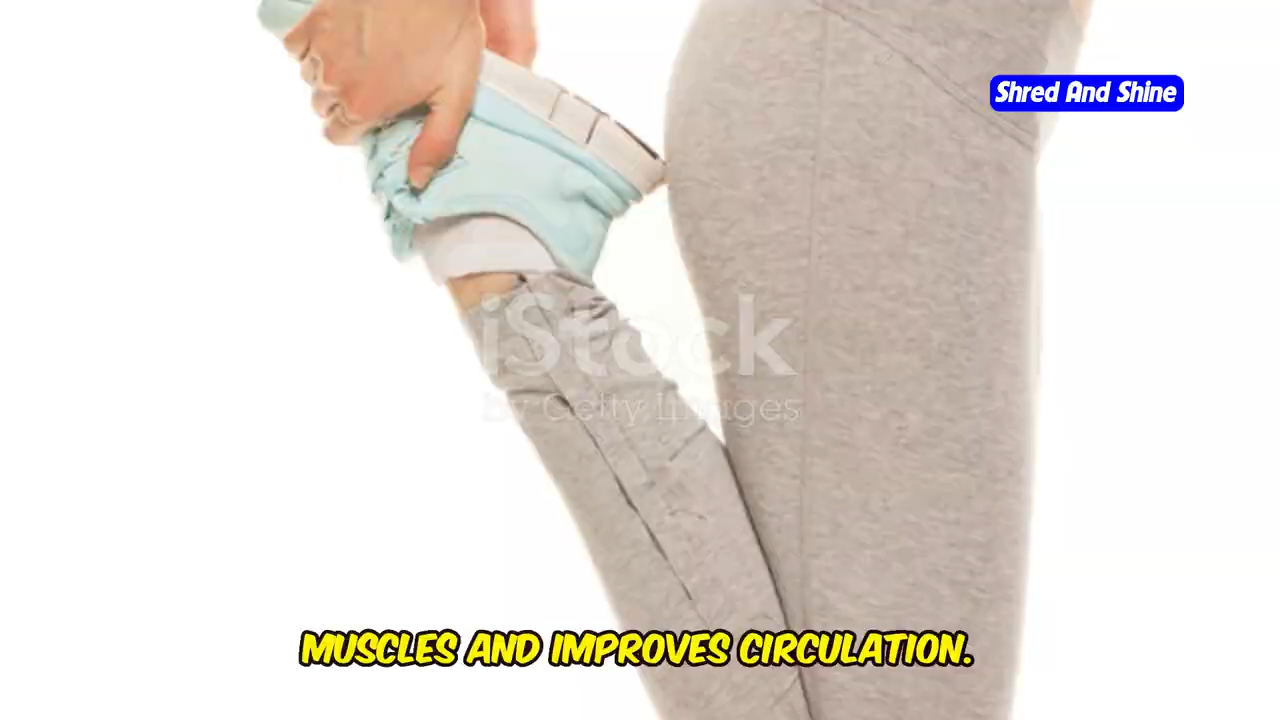 Shred And Shine
iStock
by Getty Images
MUSCLES AND IMPROVES CIRCULATION.